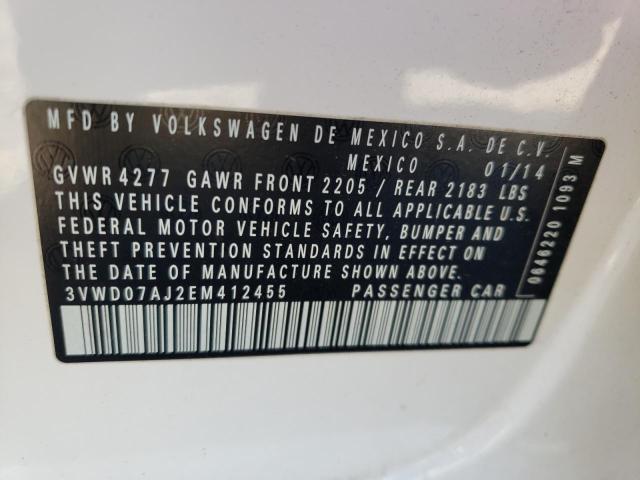 MFD BY VOLKSWAGEN DE MEXICO S.A. DE C.V.
MEXICO 01/14
GVWR 4277 GAWR FRONT 2205 / REAR 2183 LBS
THIS VEHICLE CONFORMS TO ALL APPLICABLE U.S.
FEDERAL MOTOR VEHICLE SAFETY, BUMPER AND
THEFT PREVENTION STANDARDS IN EFFECT ON
THE DATE OF MANUFACTURE SHOWN ABOVE.
3VWD07AJ2EM412455 PASSENGER CAR
0646220 1093 M